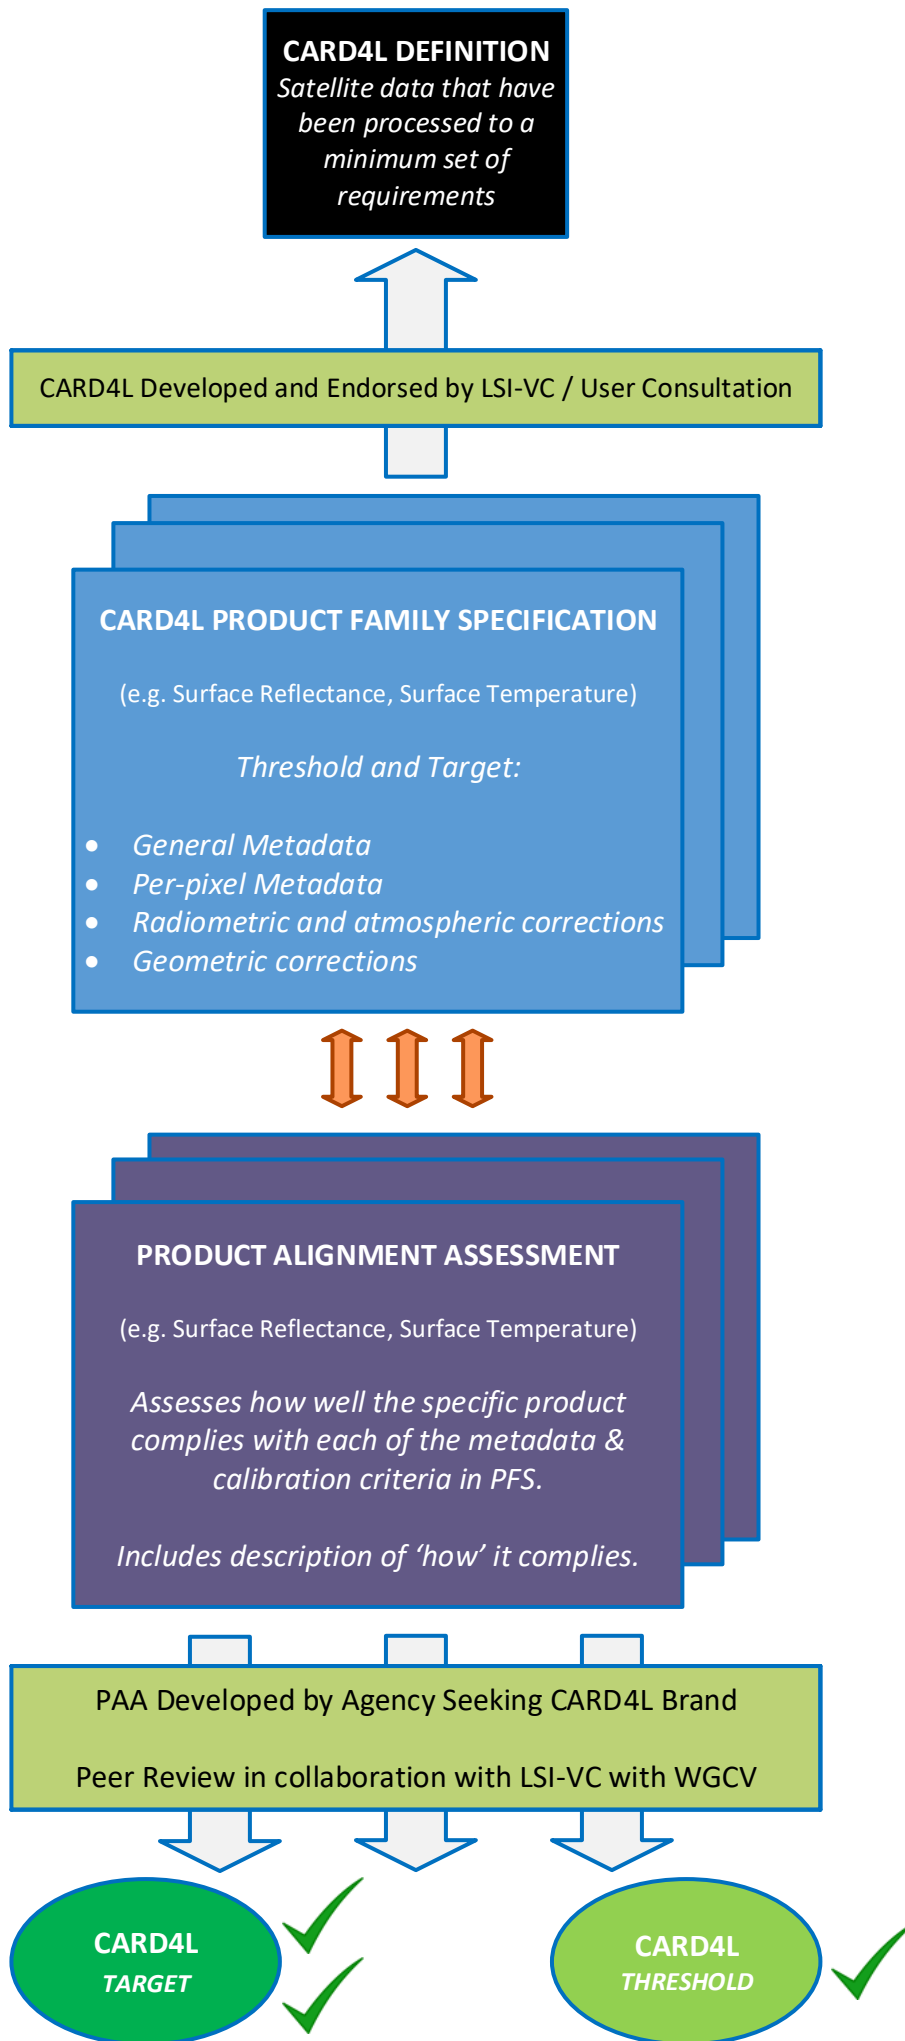 CARD4L DEFINITION
Satellite data that have
been processed to a
minimum set of
requirements
CARD4L Developed and Endorsed by LSI-VC / User Consultation
CARD4L PRODUCT FAMILY SPECIFICATION
(e.g. Surface Reflectance, Surface Temperature)
Threshold and Target:
• General Metadata
• Per-pixel Metadata
• Radiometric and atmospheric corrections
• Geometric corrections
PRODUCT ALIGNMENT ASSESSMENT
(e.g. Surface Reflectance, Surface Temperature)
Assesses how well the specific product
complies with each of the metadata &
calibration criteria in PFS.
Includes description of ‘how’ it complies.
PAA Developed by Agency Seeking CARD4L Brand
Peer Review in collaboration with LSI-VC with WGCV
CARD4L
TARGET
CARD4L
THRESHOLD